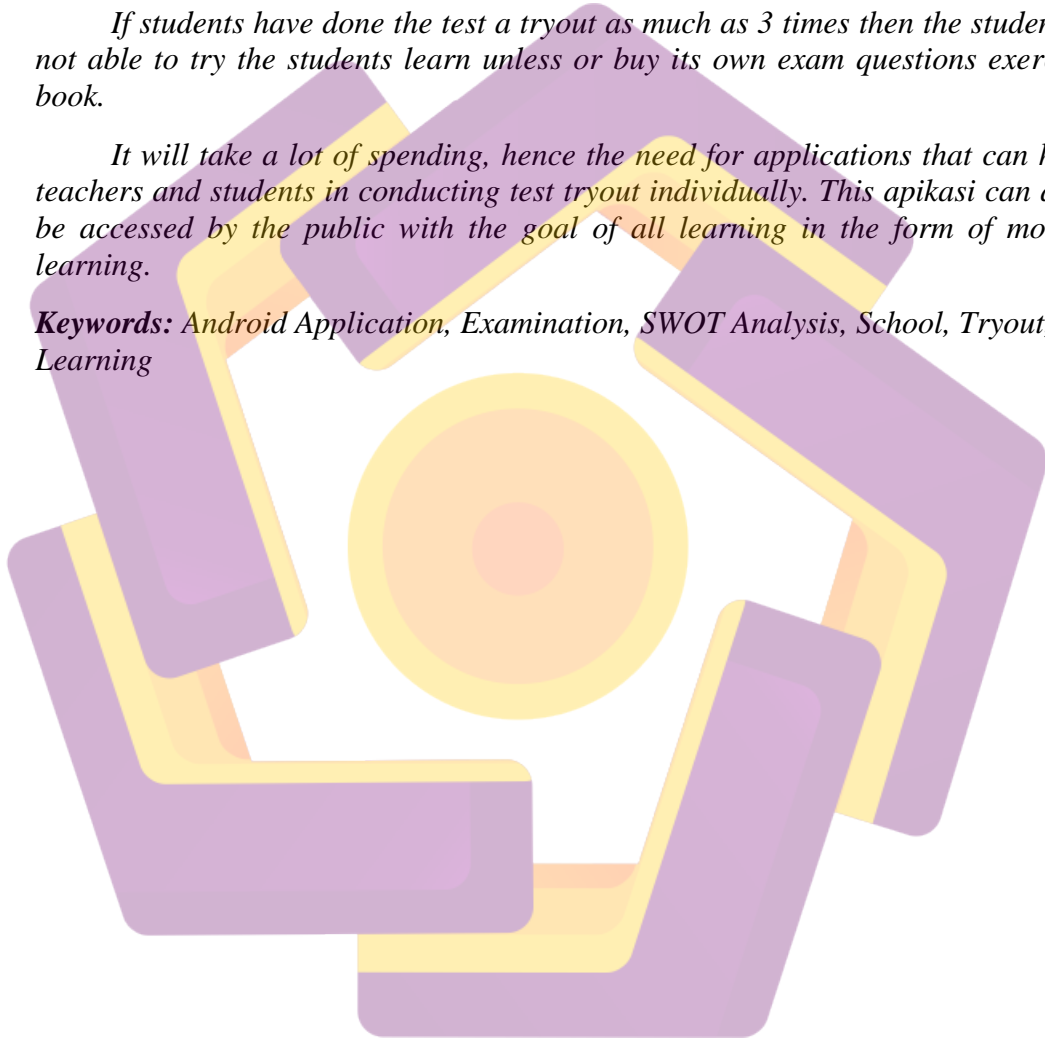 If students have done the test a tryout as much as 3 times then the studen
not able to try the students learn unless or buy its own exam questions exer
book.
It will take a lot of spending, hence the need for applications that can
teachers and students in conducting test tryout individually. This apikasi can
be accessed by the public with the goal of all learning in the form of mo
learning.
Keywords: Android Application, Examination, SWOT Analysis, School, Tryout,
Learning